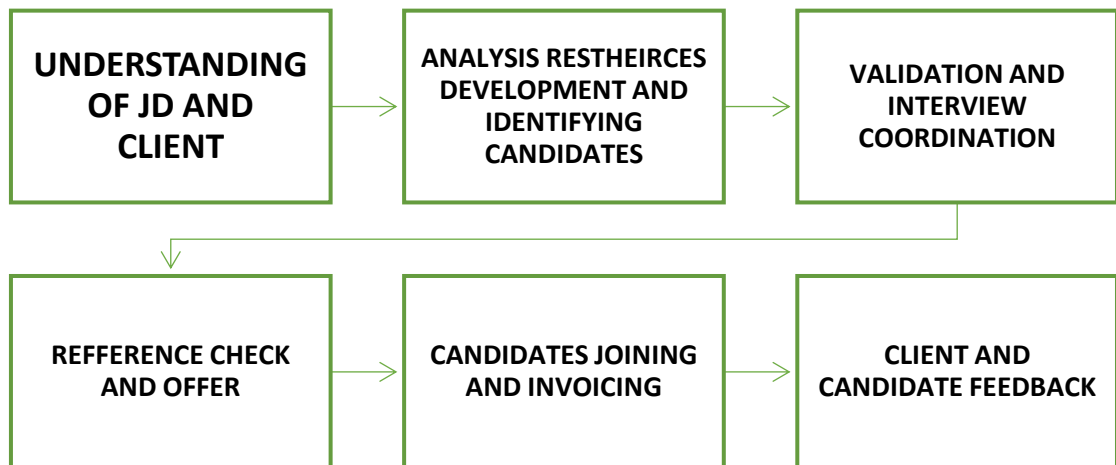 UNDERSTANDING
OF JD AND
CLIENT
ANALYSIS RESTHEIRCES
DEVELOPMENT AND
IDENTIFYING
CANDIDATES
VALIDATION AND
INTERVIEW
COORDINATION
REFFERENCE CHECK
AND OFFER
CANDIDATES JOINING
AND INVOICING
CLIENT AND
CANDIDATE FEEDBACK